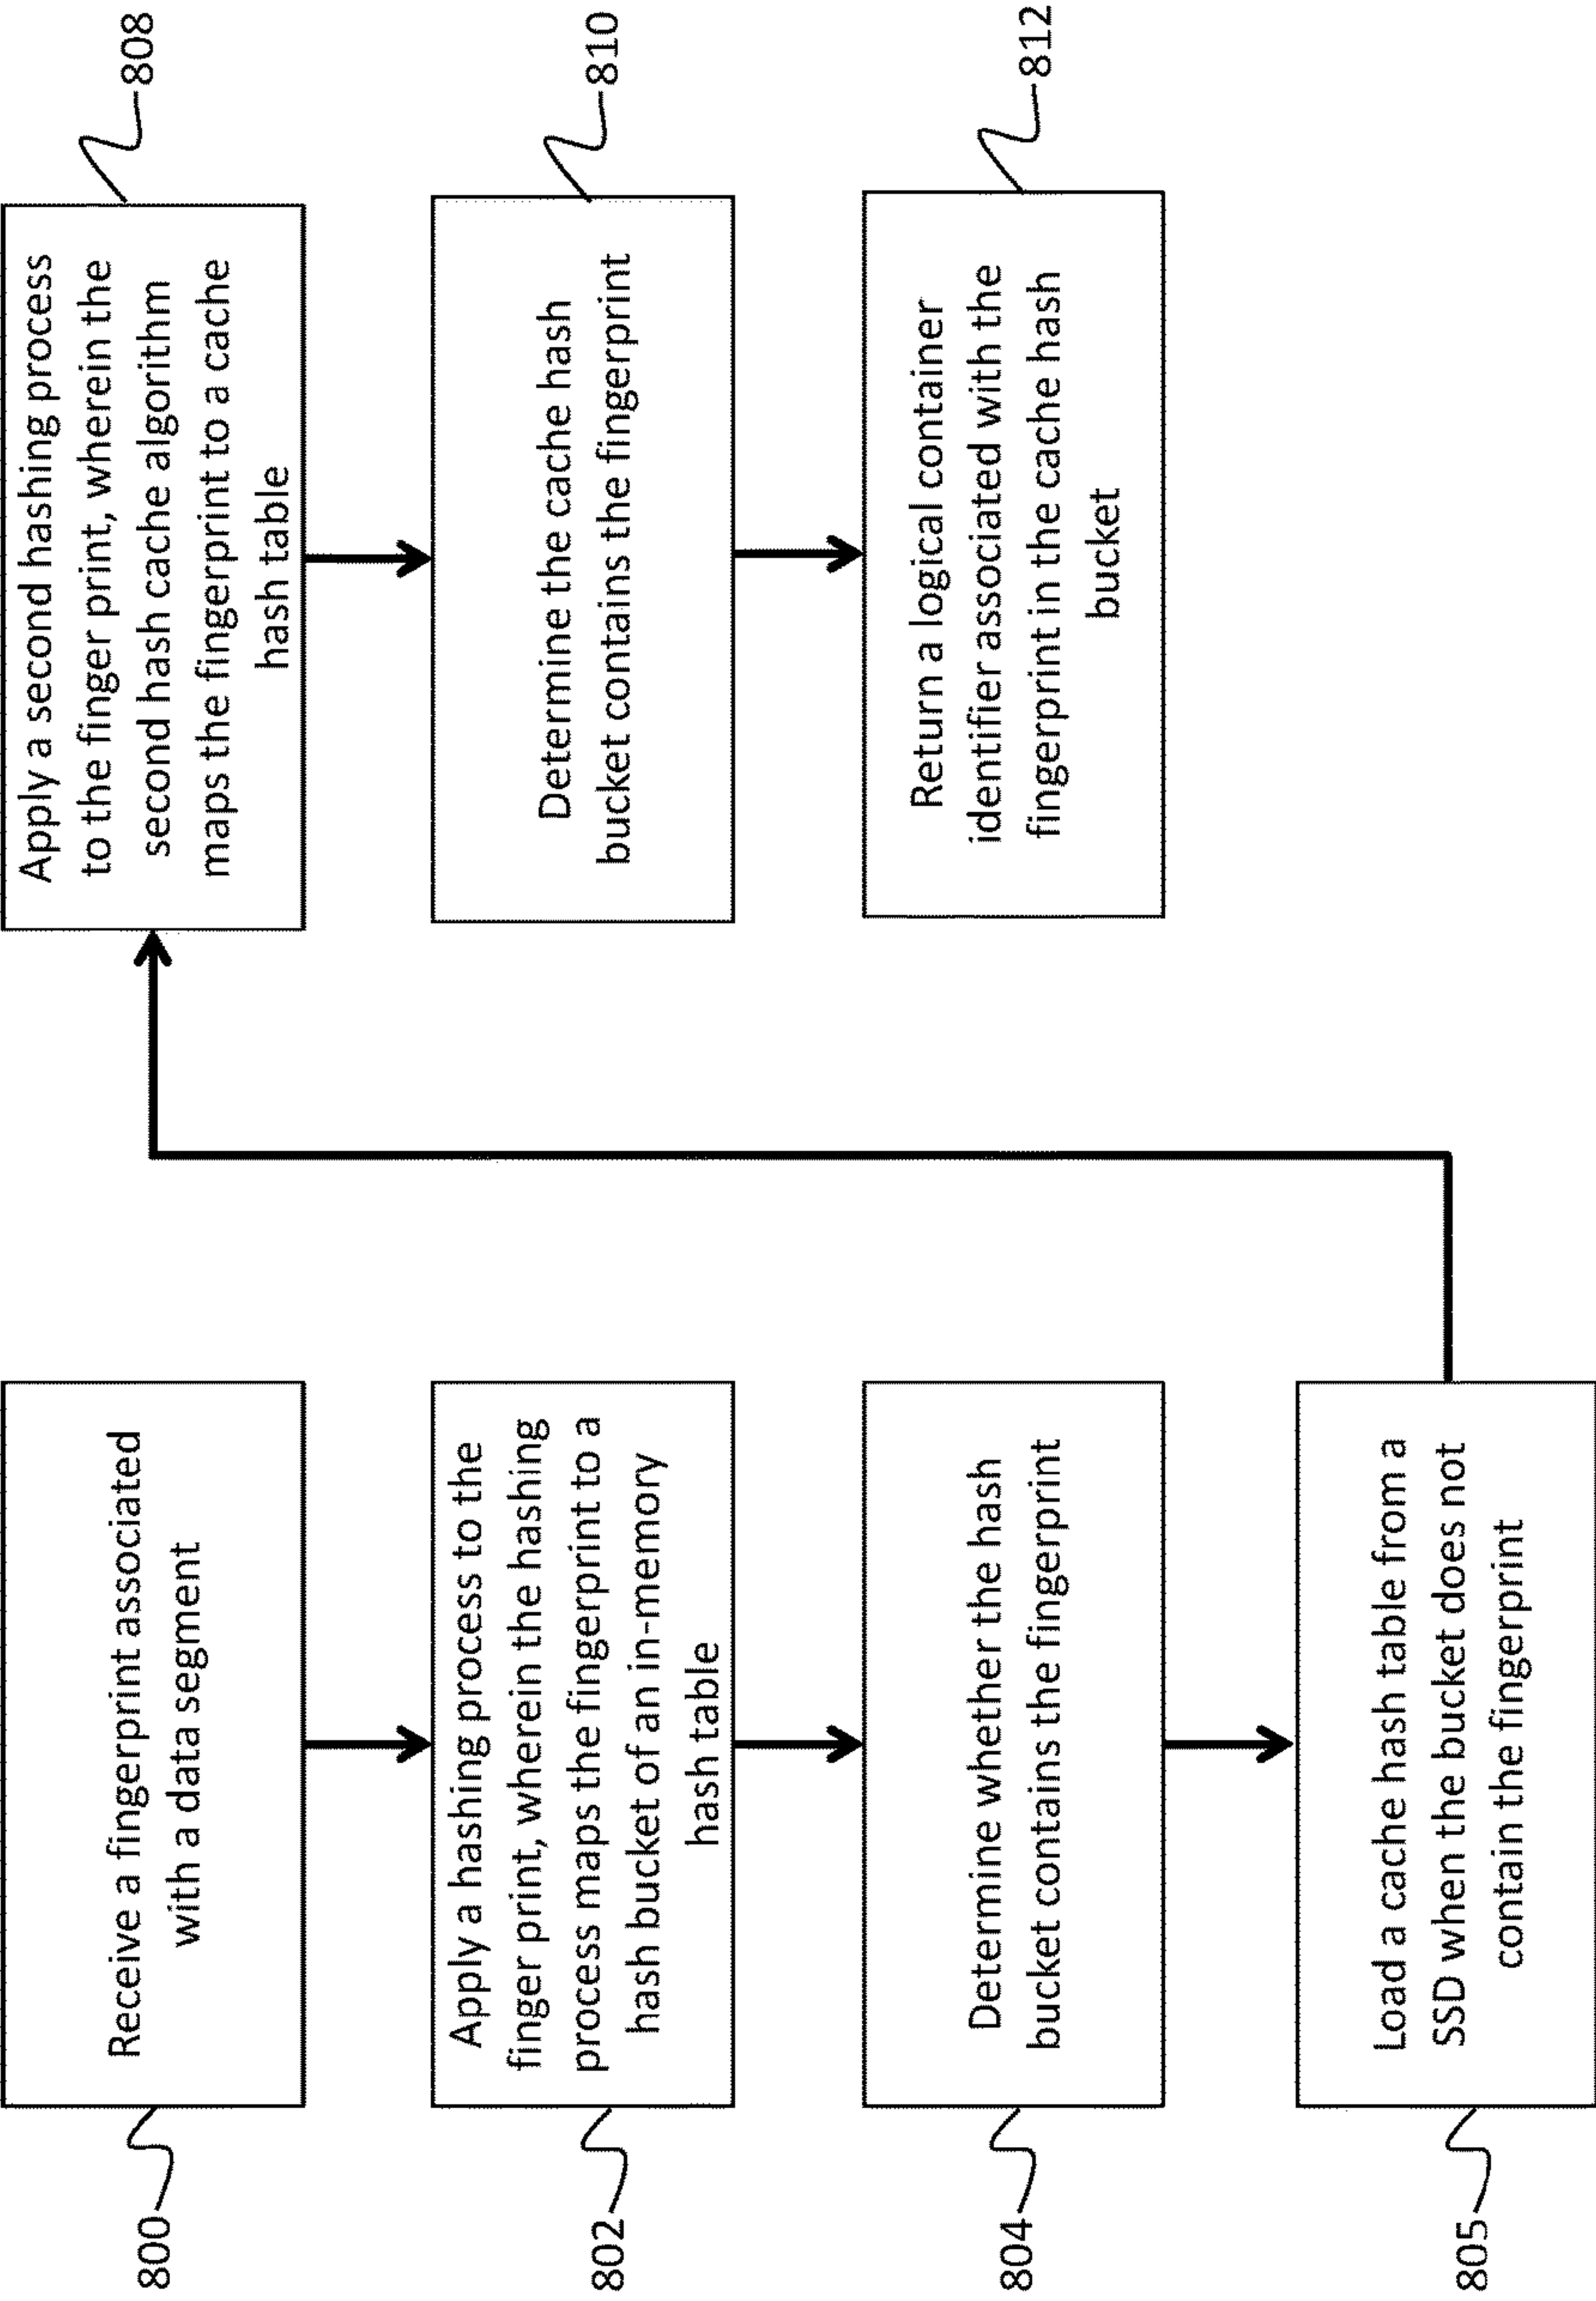 800
Receive a fingerprint associated
with a data segment
802
Apply a hashing process to the
finger print, wherein the hashing
process maps the fingerprint to a
hash bucket of an in-memory
hash table
804
Determine whether the hash
bucket contains the fingerprint
805
Load a cache hash table from a
SSD when the bucket does not
contain the fingerprint
Apply a second hashing process
to the finger print, wherein the
second hash cache algorithm
maps the fingerprint to a cache
hash table
808
Determine the cache hash
bucket contains the fingerprint
810
Return a logical container
identifier associated with the
fingerprint in the cache hash
bucket
812